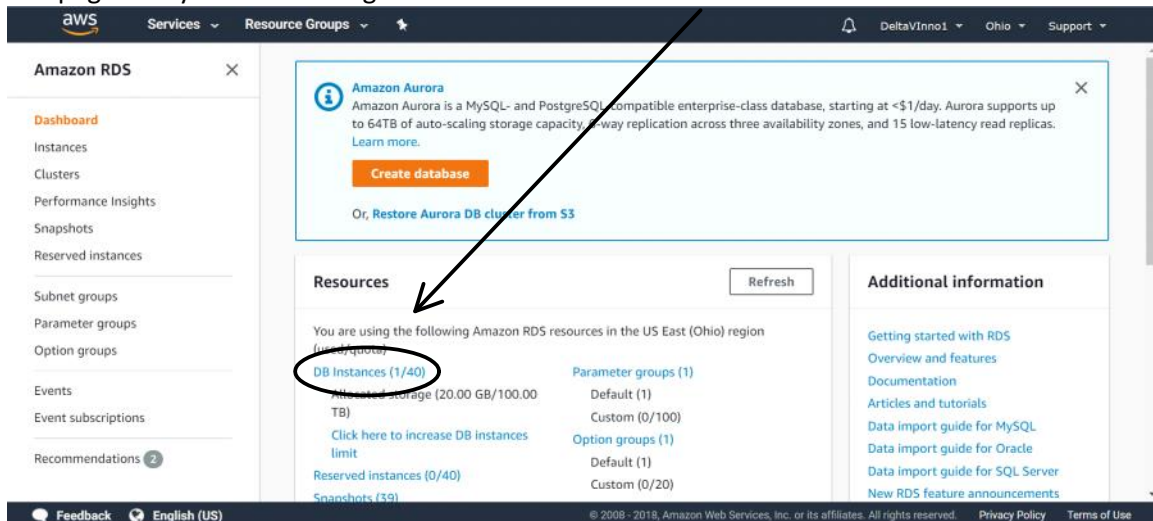 aws
Services
Resource Groups
DeltaVInno1
Ohio
Support
Amazon RDS
Dashboard
Instances
Clusters
Performance Insights
Snapshots
Reserved instances
Subnet groups
Parameter groups
Option groups
Events
Event subscriptions
Recommendations 2
Amazon Aurora
Amazon Aurora is a MySQL- and PostgreSQL-compatible enterprise-class database, starting at <$1/day. Aurora supports up
to 64TB of auto-scaling storage capacity, 6-way replication across three availability zones, and 15 low-latency read replicas.
Learn more.
Create database
Or, Restore Aurora DB cluster from S3
Resources
Refresh
You are using the following Amazon RDS resources in the US East (Ohio) region
(used/quota)
DB Instances (1/40)
Allocated storage (20.00 GB/100.00
TB)
Click here to increase DB instances
limit
Reserved instances (0/40)
Snapshots (39)
Parameter groups (1)
Default (1)
Custom (0/100)
Option groups (1)
Default (1)
Custom (0/20)
Additional information
Getting started with RDS
Overview and features
Documentation
Articles and tutorials
Data import guide for MySQL
Data import guide for Oracle
Data import guide for SQL Server
New RDS feature announcements
Feedback
English (US)
© 2008 - 2018, Amazon Web Services, Inc. or its affiliates. All rights reserved.
Privacy Policy
Terms of Use